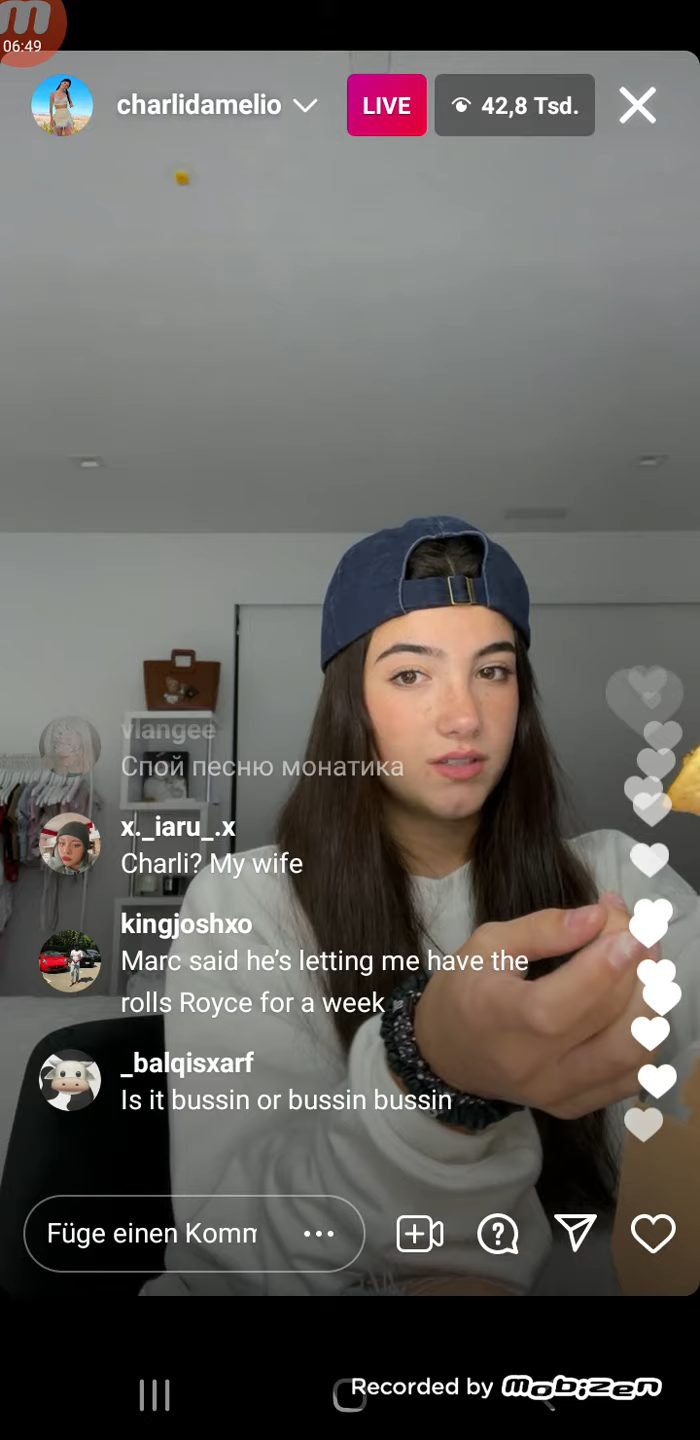 06:49
charlidamelio
LIVE
42,8 Tsd.
vlangee
Спой песню монатика
x._iaru_.x
Charli? My wife
kingjoshxo
Marc said he’s letting me have the
rolls Royce for a week
_balqisxarf
Is it bussin or bussin bussin
Füge einen Komm
Recorded by Mobizen